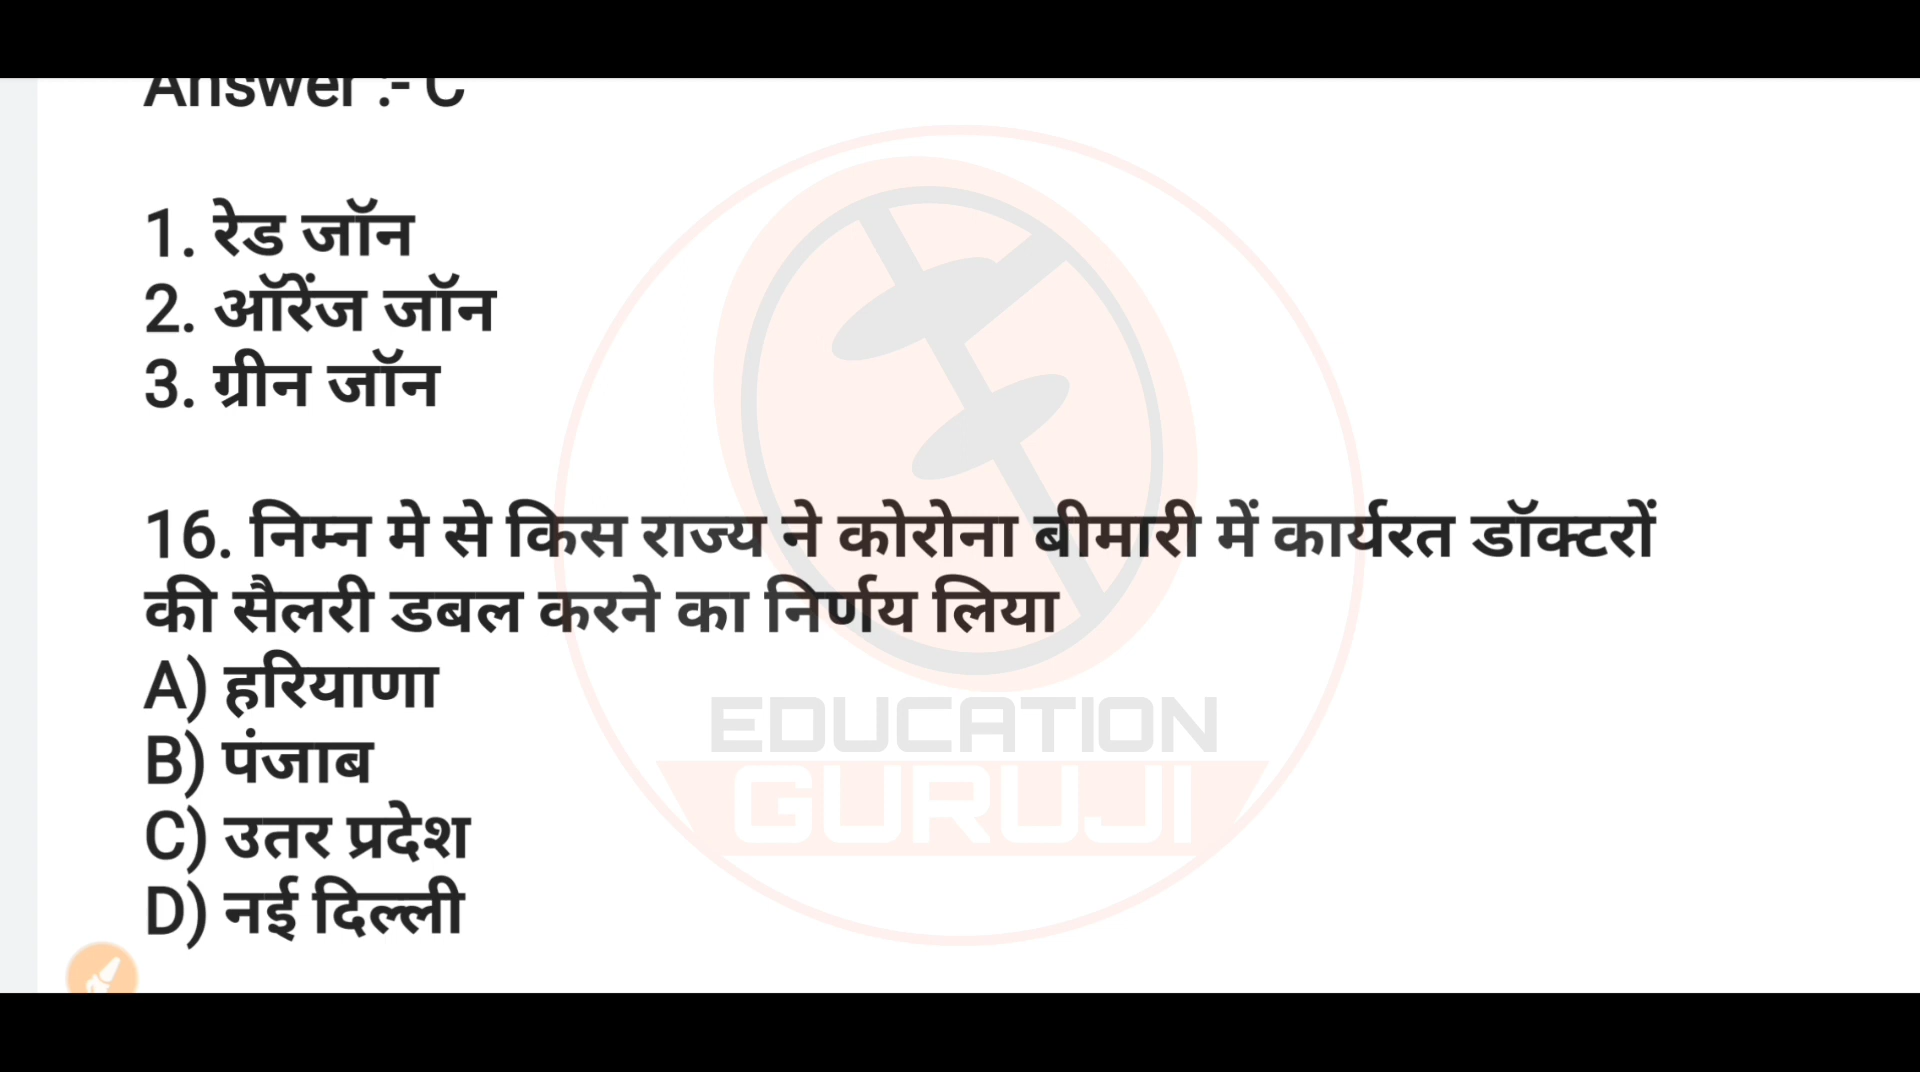 Answer :- C
1. रेड जॉन
2. ऑरेंज जॉन
3. ग्रीन जॉन
16. निम्न मे से किस राज्य ने कोरोना बीमारी में कार्यरत डॉक्टरों
की सैलरी डबल करने का निर्णय लिया
A) हरियाणा
B) पंजाब
C) उतर प्रदेश
D) नई दिल्ली
EDUCATION
GURUJI